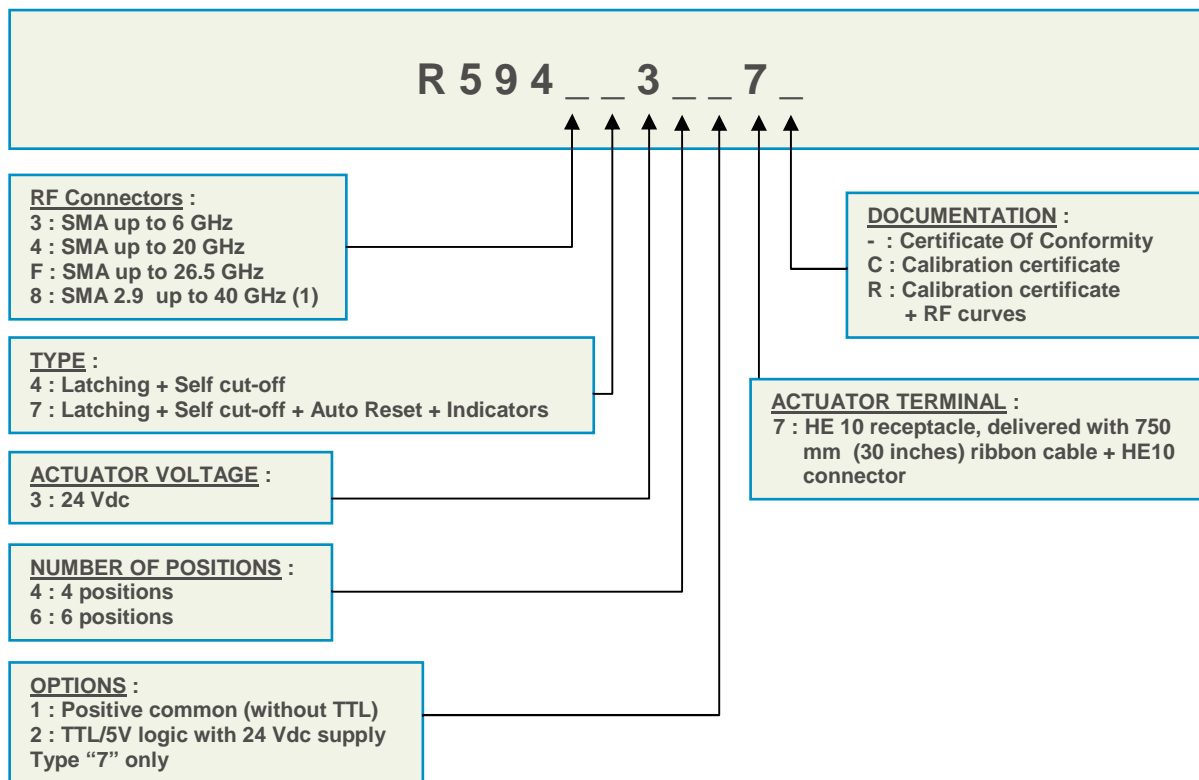 R 5 9 4 _ _ 3 _ _ 7 _
RF Connectors :
3 : SMA up to 6 GHz
4 : SMA up to 20 GHz
F : SMA up to 26.5 GHz
8 : SMA 2.9 up to 40 GHz (1)
TYPE :
4 : Latching + Self cut-off
7 : Latching + Self cut-off + Auto Reset + Indicators
ACTUATOR VOLTAGE :
3 : 24 Vdc
NUMBER OF POSITIONS :
4 : 4 positions
6 : 6 positions
OPTIONS :
1 : Positive common (without TTL)
2 : TTL/5V logic with 24 Vdc supply
Type “7” only
DOCUMENTATION :
- : Certificate Of Conformity
C : Calibration certificate
R : Calibration certificate
+ RF curves
ACTUATOR TERMINAL :
7 : HE 10 receptacle, delivered with 750
mm (30 inches) ribbon cable + HE10
connector